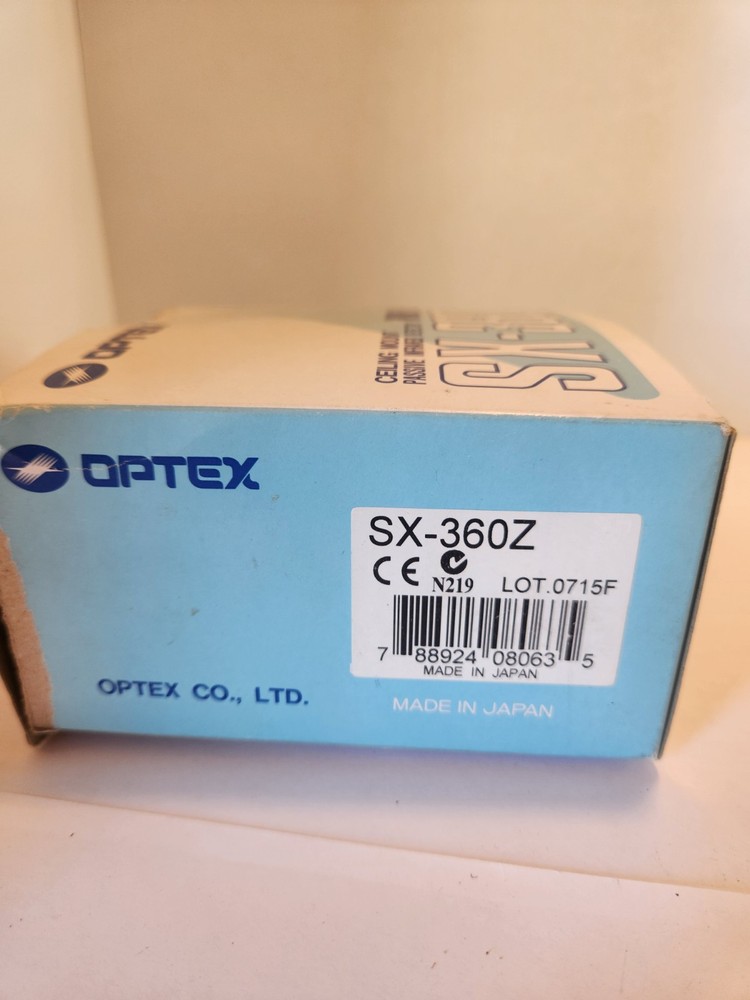 OPTEX
CEILING MOUNT
PASSIVE INFRARED
SX
OPTEX
SX-360Z
CE N219 LOT.0715F
7 88924 08063 5
MADE IN JAPAN
OPTEX CO., LTD.
MADE IN JAPAN